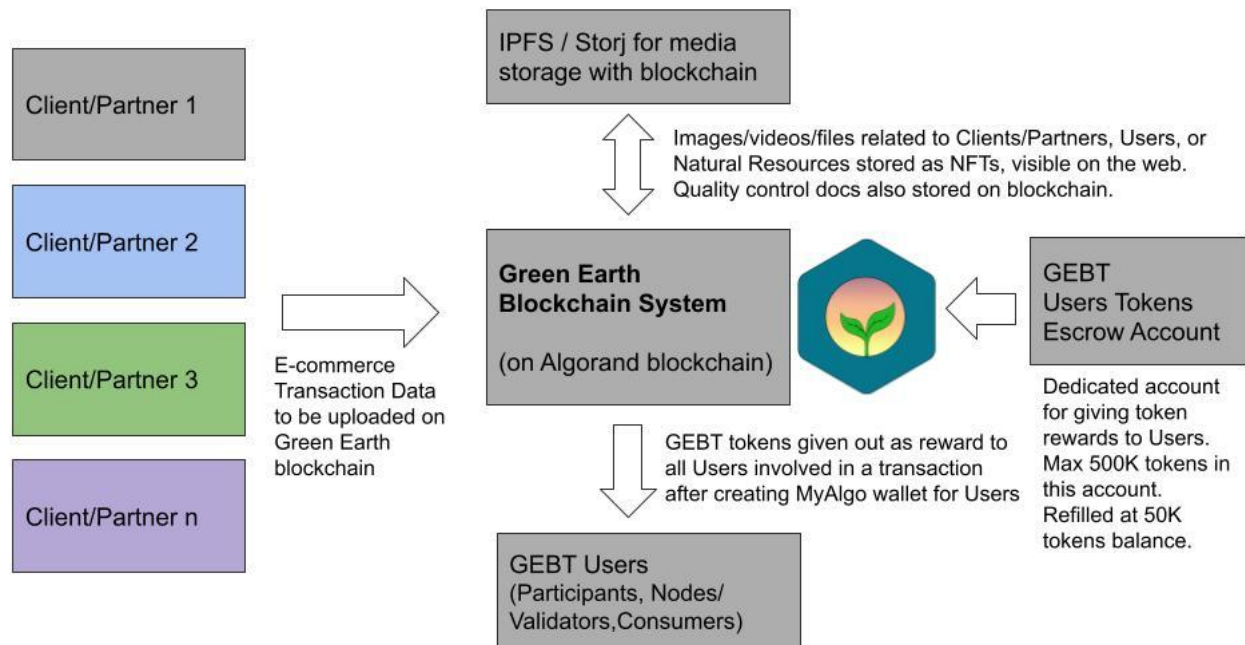 IPFS / Storj for media
storage with blockchain
Client/Partner 1
Images/videos/files related to Clients/Partners, Users, or
Natural Resources stored as NFTs, visible on the web.
Quality control docs also stored on blockchain.
Client/Partner 2
Green Earth
Blockchain System
(on Algorand blockchain)
GEBT
Users Tokens
Escrow Account
Client/Partner 3
E-commerce
Transaction Data
to be uploaded on
Green Earth
blockchain
Dedicated account
for giving token
rewards to Users.
Max 500K tokens in
this account.
Refilled at 50K
tokens balance.
GEBT tokens given out as reward to
all Users involved in a transaction
after creating MyAlgo wallet for Users
Client/Partner n
GEBT Users
(Participants, Nodes/
Validators,Consumers)